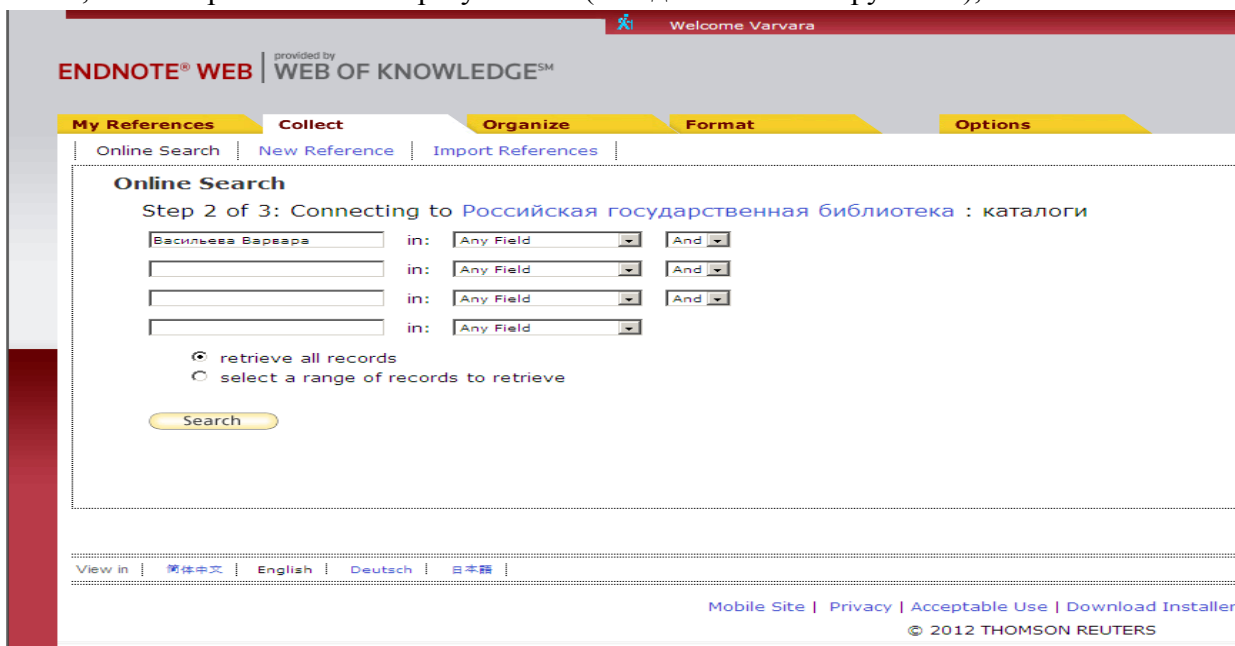 Welcome Varvara
ENDNOTE® WEB
provided by
WEB OF KNOWLEDGE℠
My References Collect Organize Format Options
Online Search New Reference Import References
Online Search
Step 2 of 3: Connecting to Российская государственная библиотека : каталоги
Васильева Варвара in: Any Field And
in: Any Field And
in: Any Field And
in: Any Field
retrieve all records
select a range of records to retrieve
Search
View in | 简体中文 | English | Deutsch | 日本語 |
Mobile Site | Privacy | Acceptable Use | Download Installer
© 2012 THOMSON REUTERS